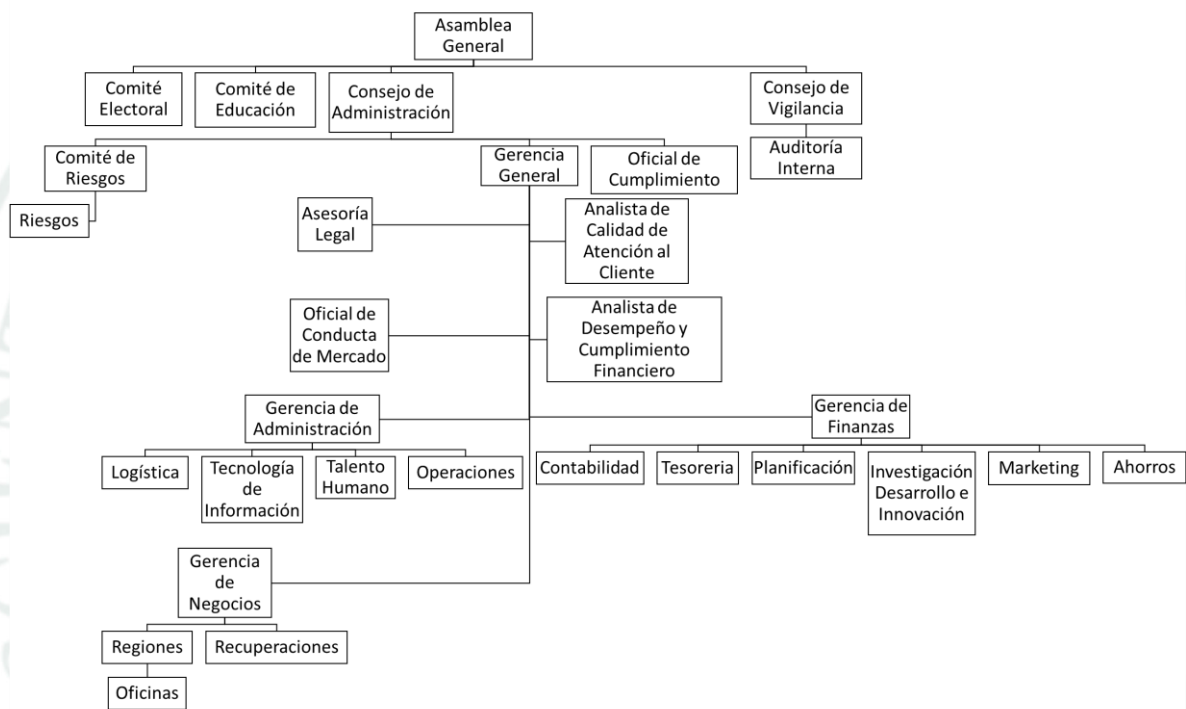 Asamblea
General
Comité
Electoral
Comité de
Educación
Consejo de
Administración
Consejo de
Vigilancia
Comité de
Riesgos
Gerencia
General
Oficial de
Cumplimiento
Auditoría
Interna
Riesgos
Asesoría
Legal
Analista de
Calidad de
Atención al
Cliente
Oficial de
Conducta
de Mercado
Analista de
Desempeño y
Cumplimiento
Financiero
Gerencia de
Administración
Gerencia de
Finanzas
Logística
Tecnología
de
Información
Talento
Humano
Operaciones
Contabilidad
Tesoreria
Planificación
Investigación
Desarrollo e
Innovación
Marketing
Ahorros
Gerencia
de
Negocios
Regiones
Recuperaciones
Oficinas